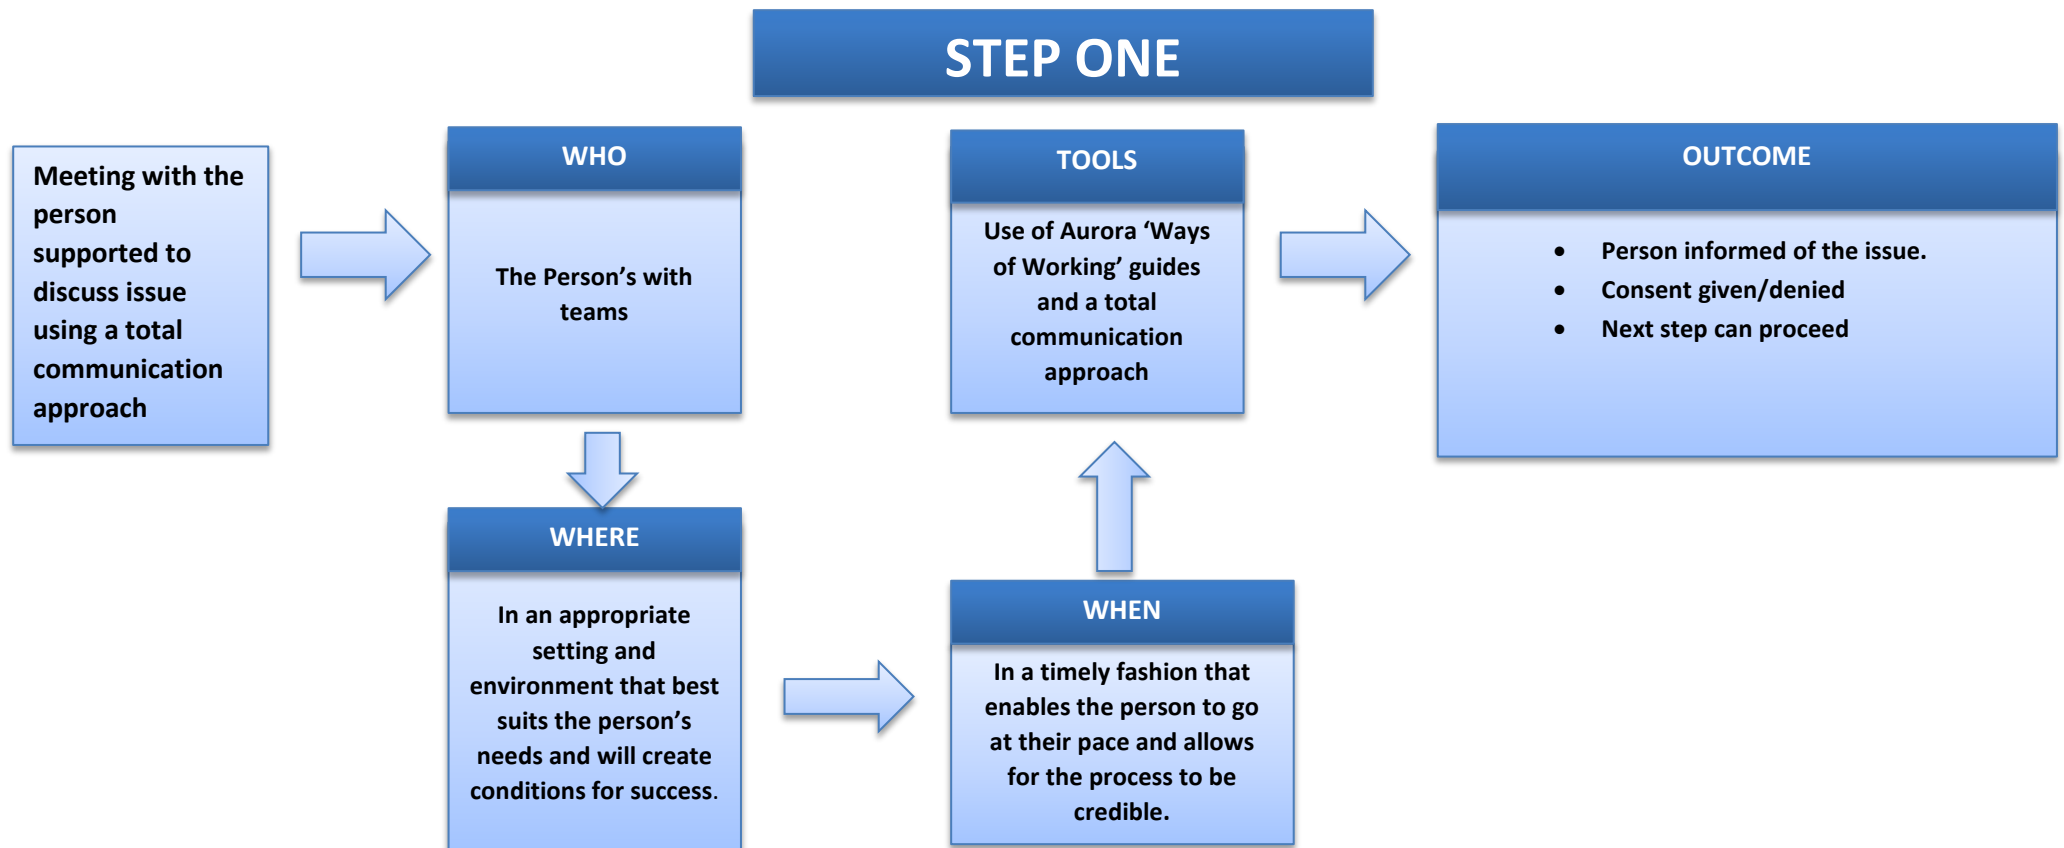 STEP ONE
Meeting with the
person
supported to
discuss issue
using a total
communication
approach
WHO
The Person’s with
teams
WHERE
In an appropriate
setting and
environment that best
suits the person’s
needs and will create
conditions for success.
WHEN
In a timely fashion that
enables the person to go
at their pace and allows
for the process to be
credible.
TOOLS
Use of Aurora ‘Ways
of Working’ guides
and a total
communication
approach
OUTCOME
• Person informed of the issue.
• Consent given/denied
• Next step can proceed